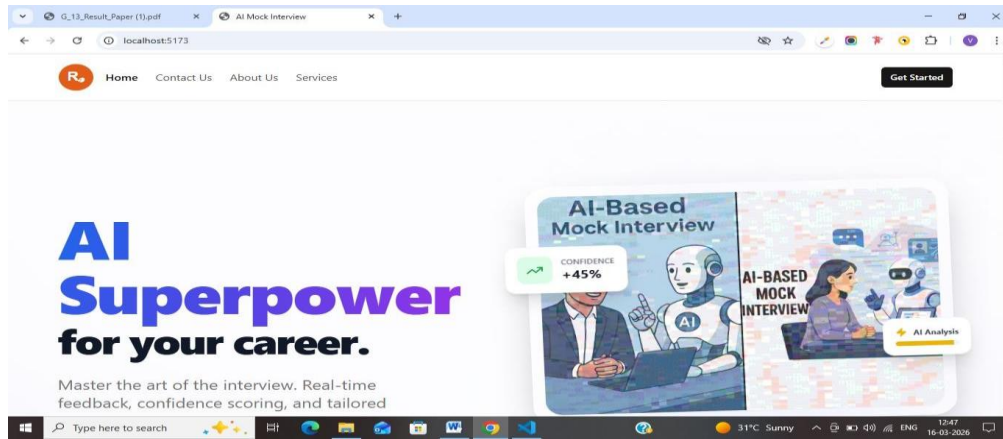 G_13_Result_Paper (1).pdf
AI Mock Interview
localhost:5173
V
R
Home Contact Us About Us Services
Get Started
AI
Superpower
for your career.
Master the art of the interview. Real-time
feedback, confidence scoring, and tailored
AI-Based
Mock Interview
CONFIDENCE
+45%
AI
AI-BASED
MOCK
INTERVIEW
AI Analysis
Type here to search
31°C Sunny
ENG
12:47
16-03-2026